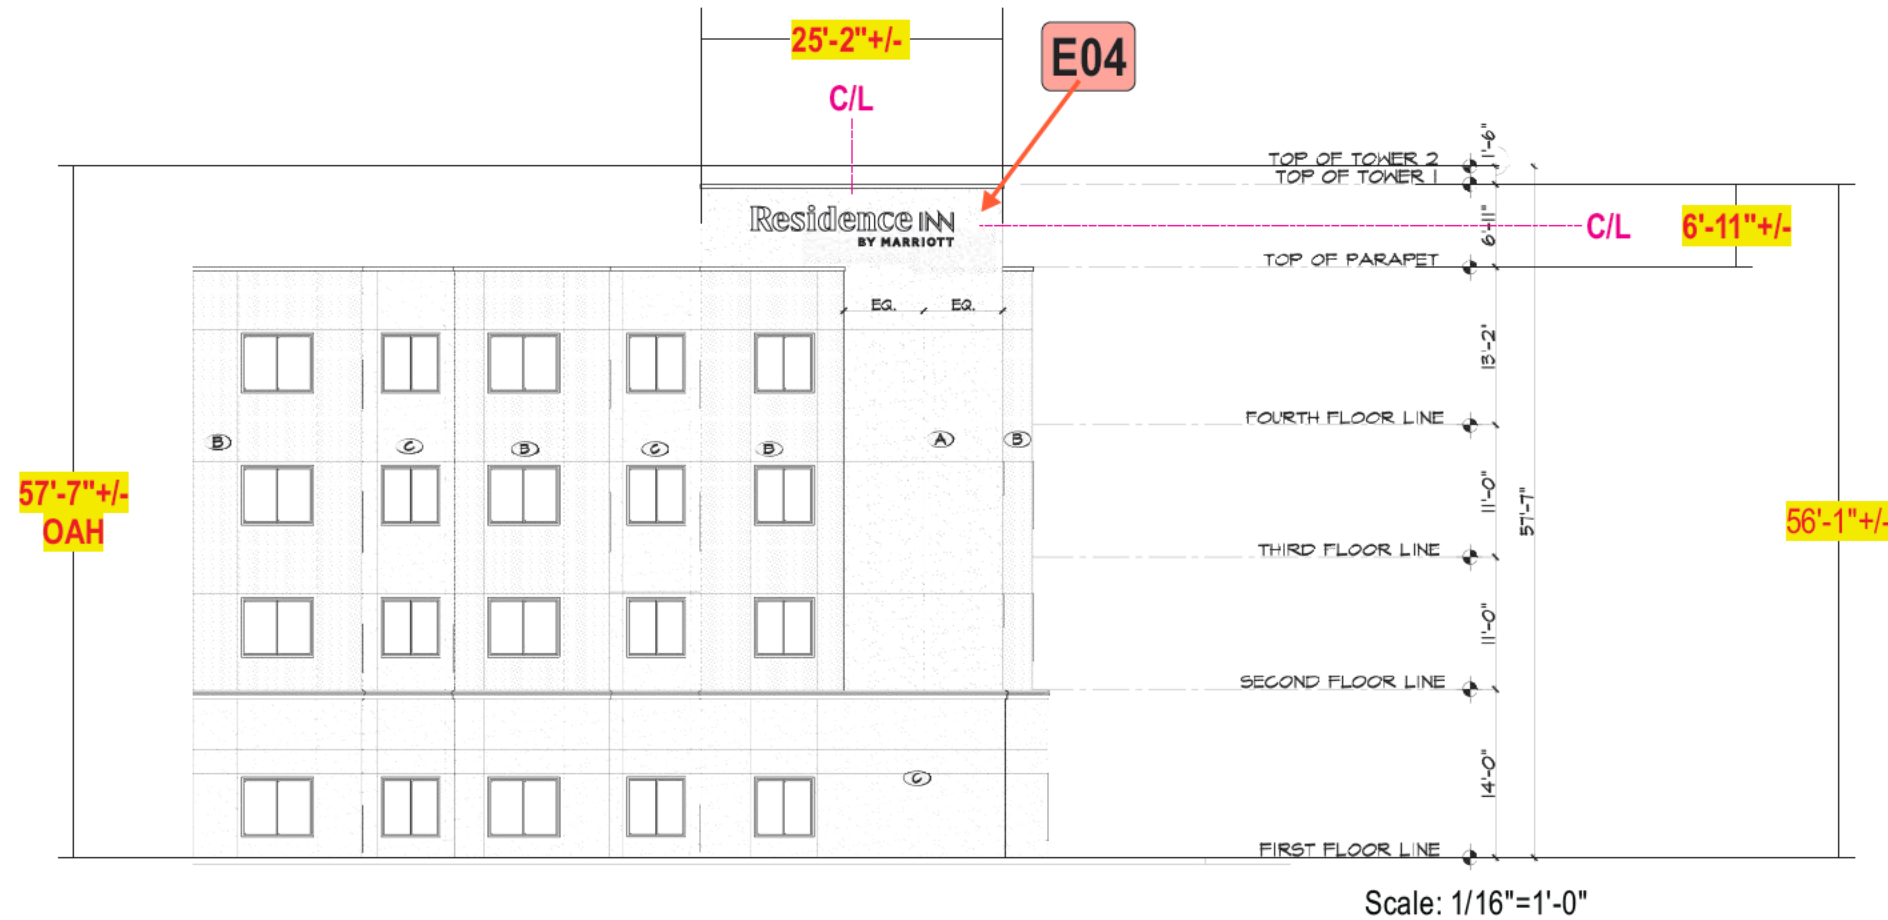 25'-2"+/-
E04
C/L
TOP OF TOWER 2
1'-6"
TOP OF TOWER 1
Residence INN
BY MARRIOTT
6'-11"
C/L
6'-11"+/-
TOP OF PARAPET
EQ.
EQ.
13'-2"
FOURTH FLOOR LINE
B
C
B
C
B
A
B
57'-7"+/-
OAH
11'-0"
57'-7"
56'-1"+/-
THIRD FLOOR LINE
11'-0"
SECOND FLOOR LINE
14'-0"
C
FIRST FLOOR LINE
Scale: 1/16"=1'-0"